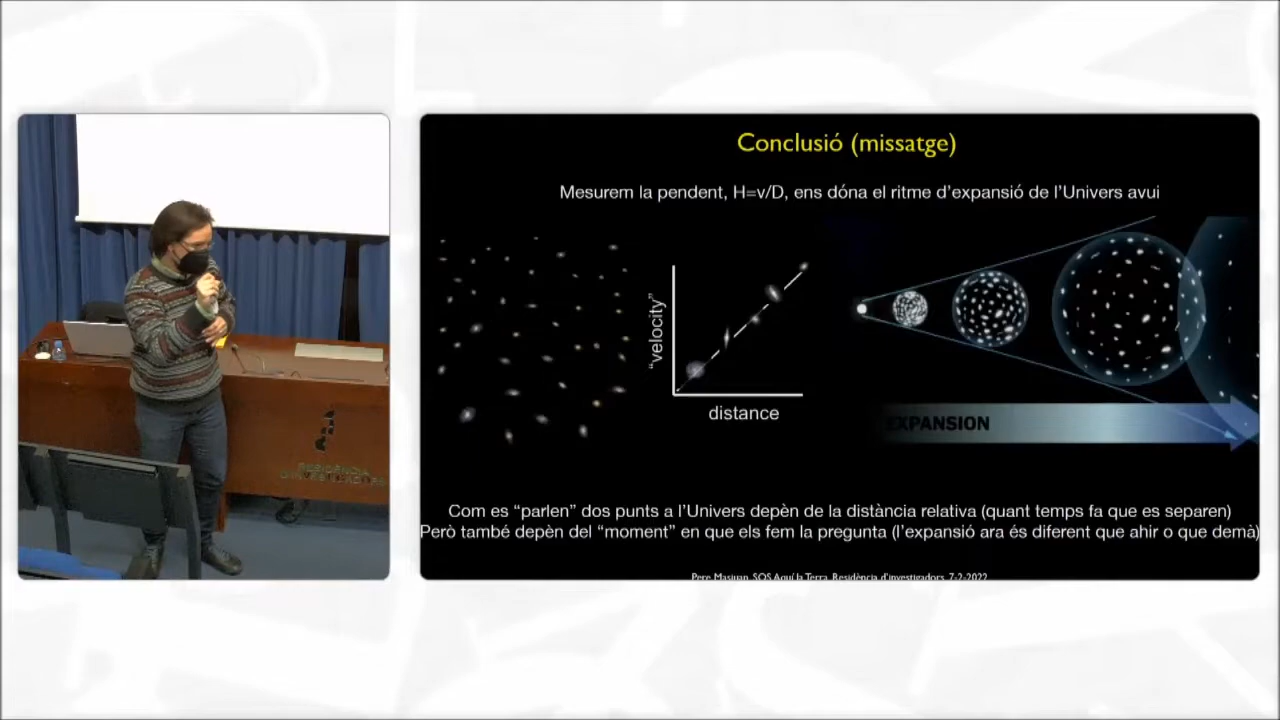 Conclusió (missatge)
Mesurem la pendent, H=v/D, ens dóna el ritme d'expansió de l'Univers avui
"velocity"
distance
EXPANSION
RESIDÈNCIA
D'INVESTIGADORS
Com es "parlen" dos punts a l'Univers depèn de la distància relativa (quant temps fa que es separen)
Però també depèn del "moment" en que els fem la pregunta (l'expansió ara és diferent que ahir o que demà)
Pere Masjuan, SOS Aquí la Terra, Residència d'investigadors, 7-2-2022